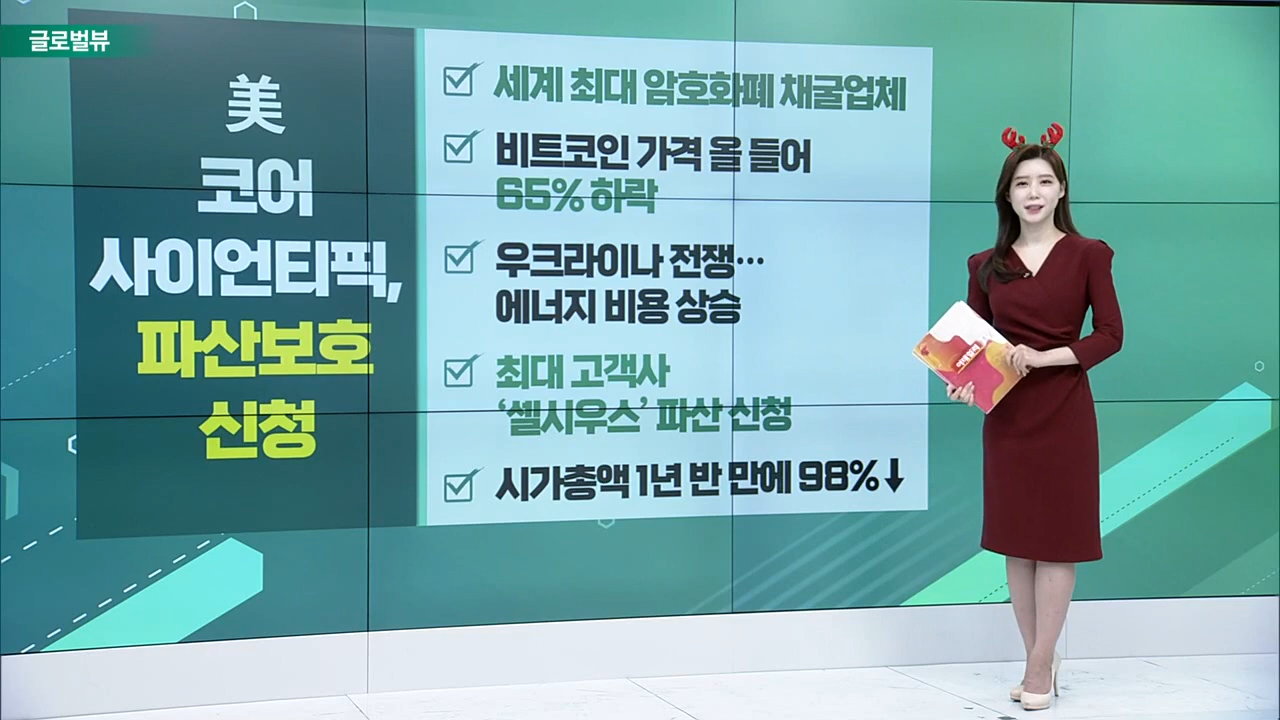 글로벌뷰
美
코어
사이언티픽,
파산보호
신청
세계 최대 암호화폐 채굴업체
비트코인 가격 올 들어
65% 하락
우크라이나 전쟁…
에너지 비용 상승
최대 고객사
‘셀시우스’ 파산 신청
시가총액 1년 반 만에 98%↓